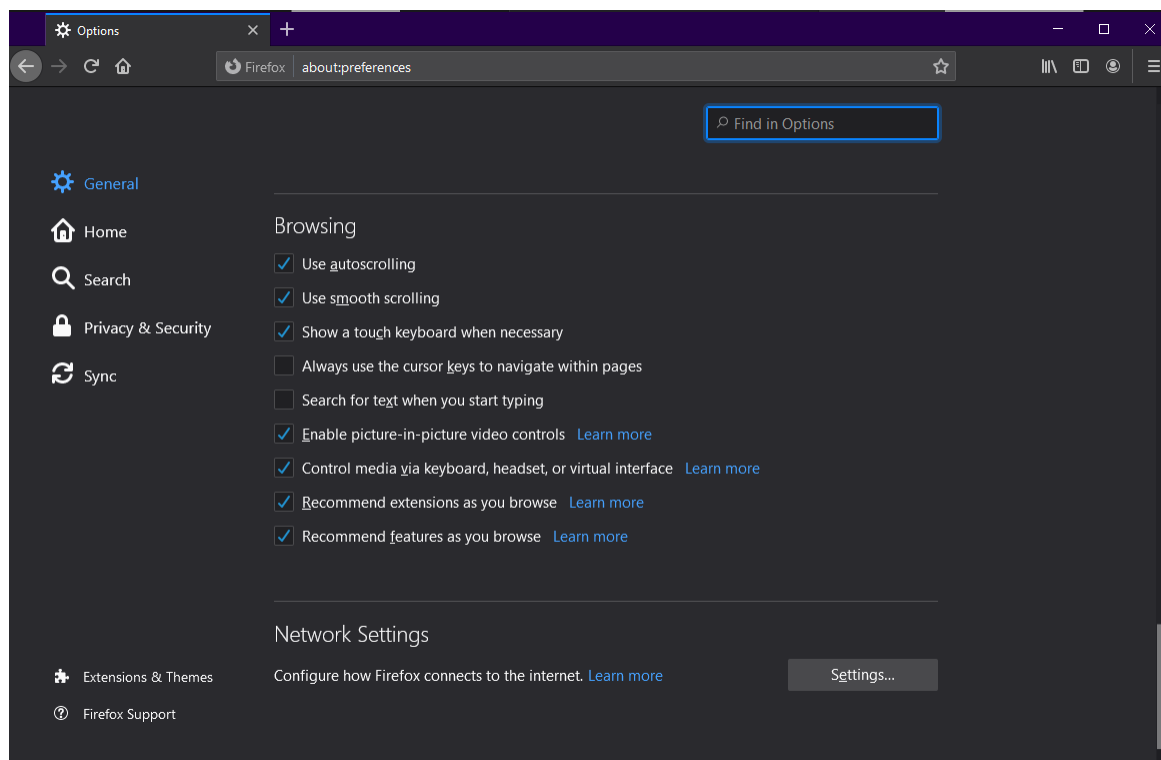 Options
Firefox about:preferences
Find in Options
General
Home
Search
Privacy & Security
Sync
Extensions & Themes
Firefox Support
Browsing
Use autoscrolling
Use smooth scrolling
Show a touch keyboard when necessary
Always use the cursor keys to navigate within pages
Search for text when you start typing
Enable picture-in-picture video controls Learn more
Control media via keyboard, headset, or virtual interface Learn more
Recommend extensions as you browse Learn more
Recommend features as you browse Learn more
Network Settings
Configure how Firefox connects to the internet. Learn more Settings...